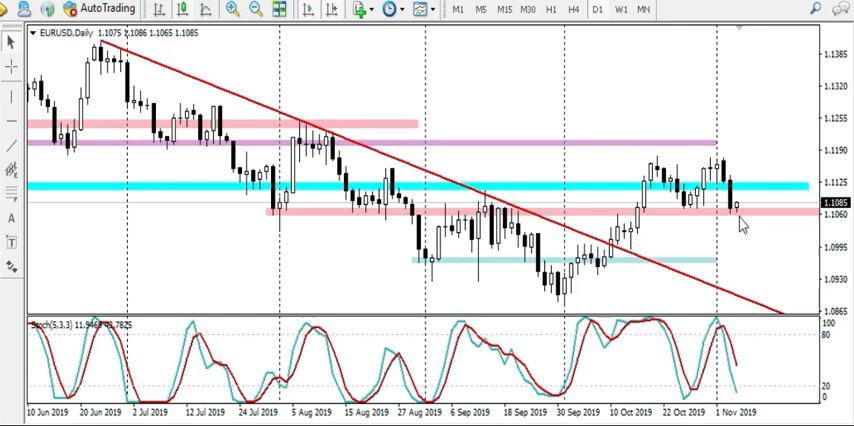 AutoTrading
M1 M5 M15 M30 H1 H4 D1 W1 MN
EURUSD,Daily 1.1075 1.1086 1.1065 1.1085
1.1385
1.1320
1.1255
1.1190
1.1125
1.1085
1.1060
1.0995
1.0930
1.0865
Stoch(5,3,3)
100
80
20
0
10 Jun 2019 20 Jun 2019 2 Jul 2019 12 Jul 2019 24 Jul 2019 5 Aug 2019 15 Aug 2019 27 Aug 2019 6 Sep 2019 18 Sep 2019 30 Sep 2019 10 Oct 2019 22 Oct 2019 1 Nov 2019
A
T